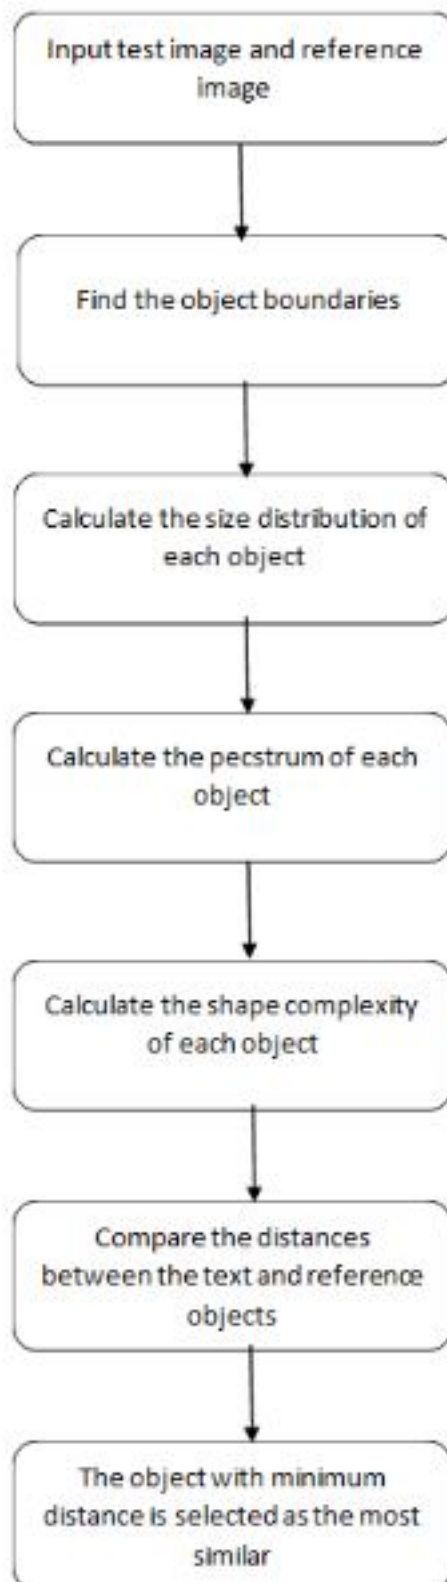 Input test image and reference
image
Find the object boundaries
Calculate the size distribution of
each object
Calculate the pecstrum of each
object
Calculate the shape complexity
of each object
Compare the distances
between the text and reference
objects
The object with minimum
distance is selected as the most
similar